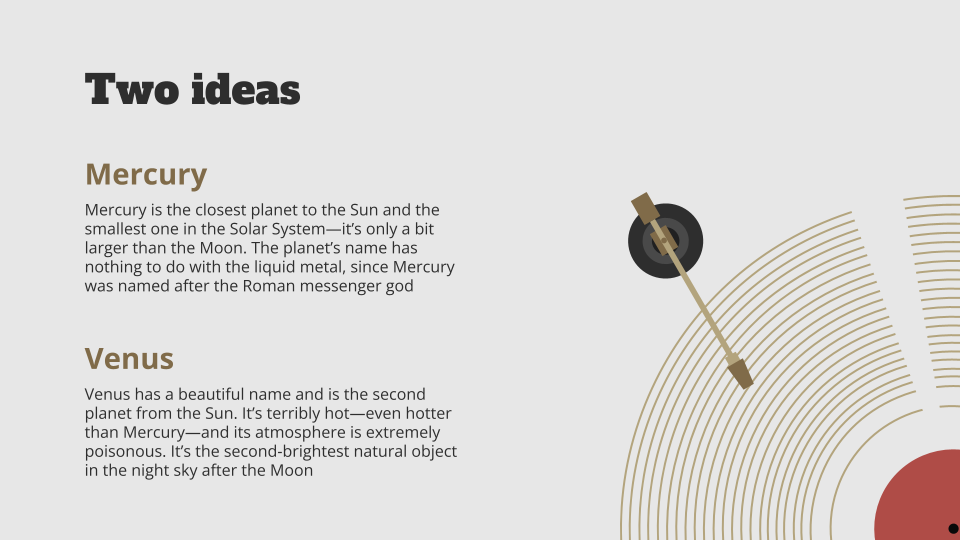 Two ideas
Mercury
Mercury is the closest planet to the Sun and the
smallest one in the Solar System—it’s only a bit
larger than the Moon. The planet’s name has
nothing to do with the liquid metal, since Mercury
was named after the Roman messenger god
Venus
Venus has a beautiful name and is the second
planet from the Sun. It’s terribly hot—even hotter
than Mercury—and its atmosphere is extremely
poisonous. It’s the second-brightest natural object
in the night sky after the Moon